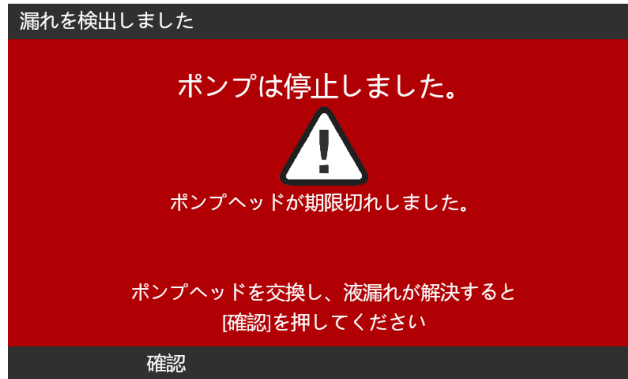 漏れを検出しました
ポンプは停止しました。
!
ポンプヘッドが期限切れしました。
ポンプヘッドを交換し、液漏れが解決すると
[確認]を押してください
確認